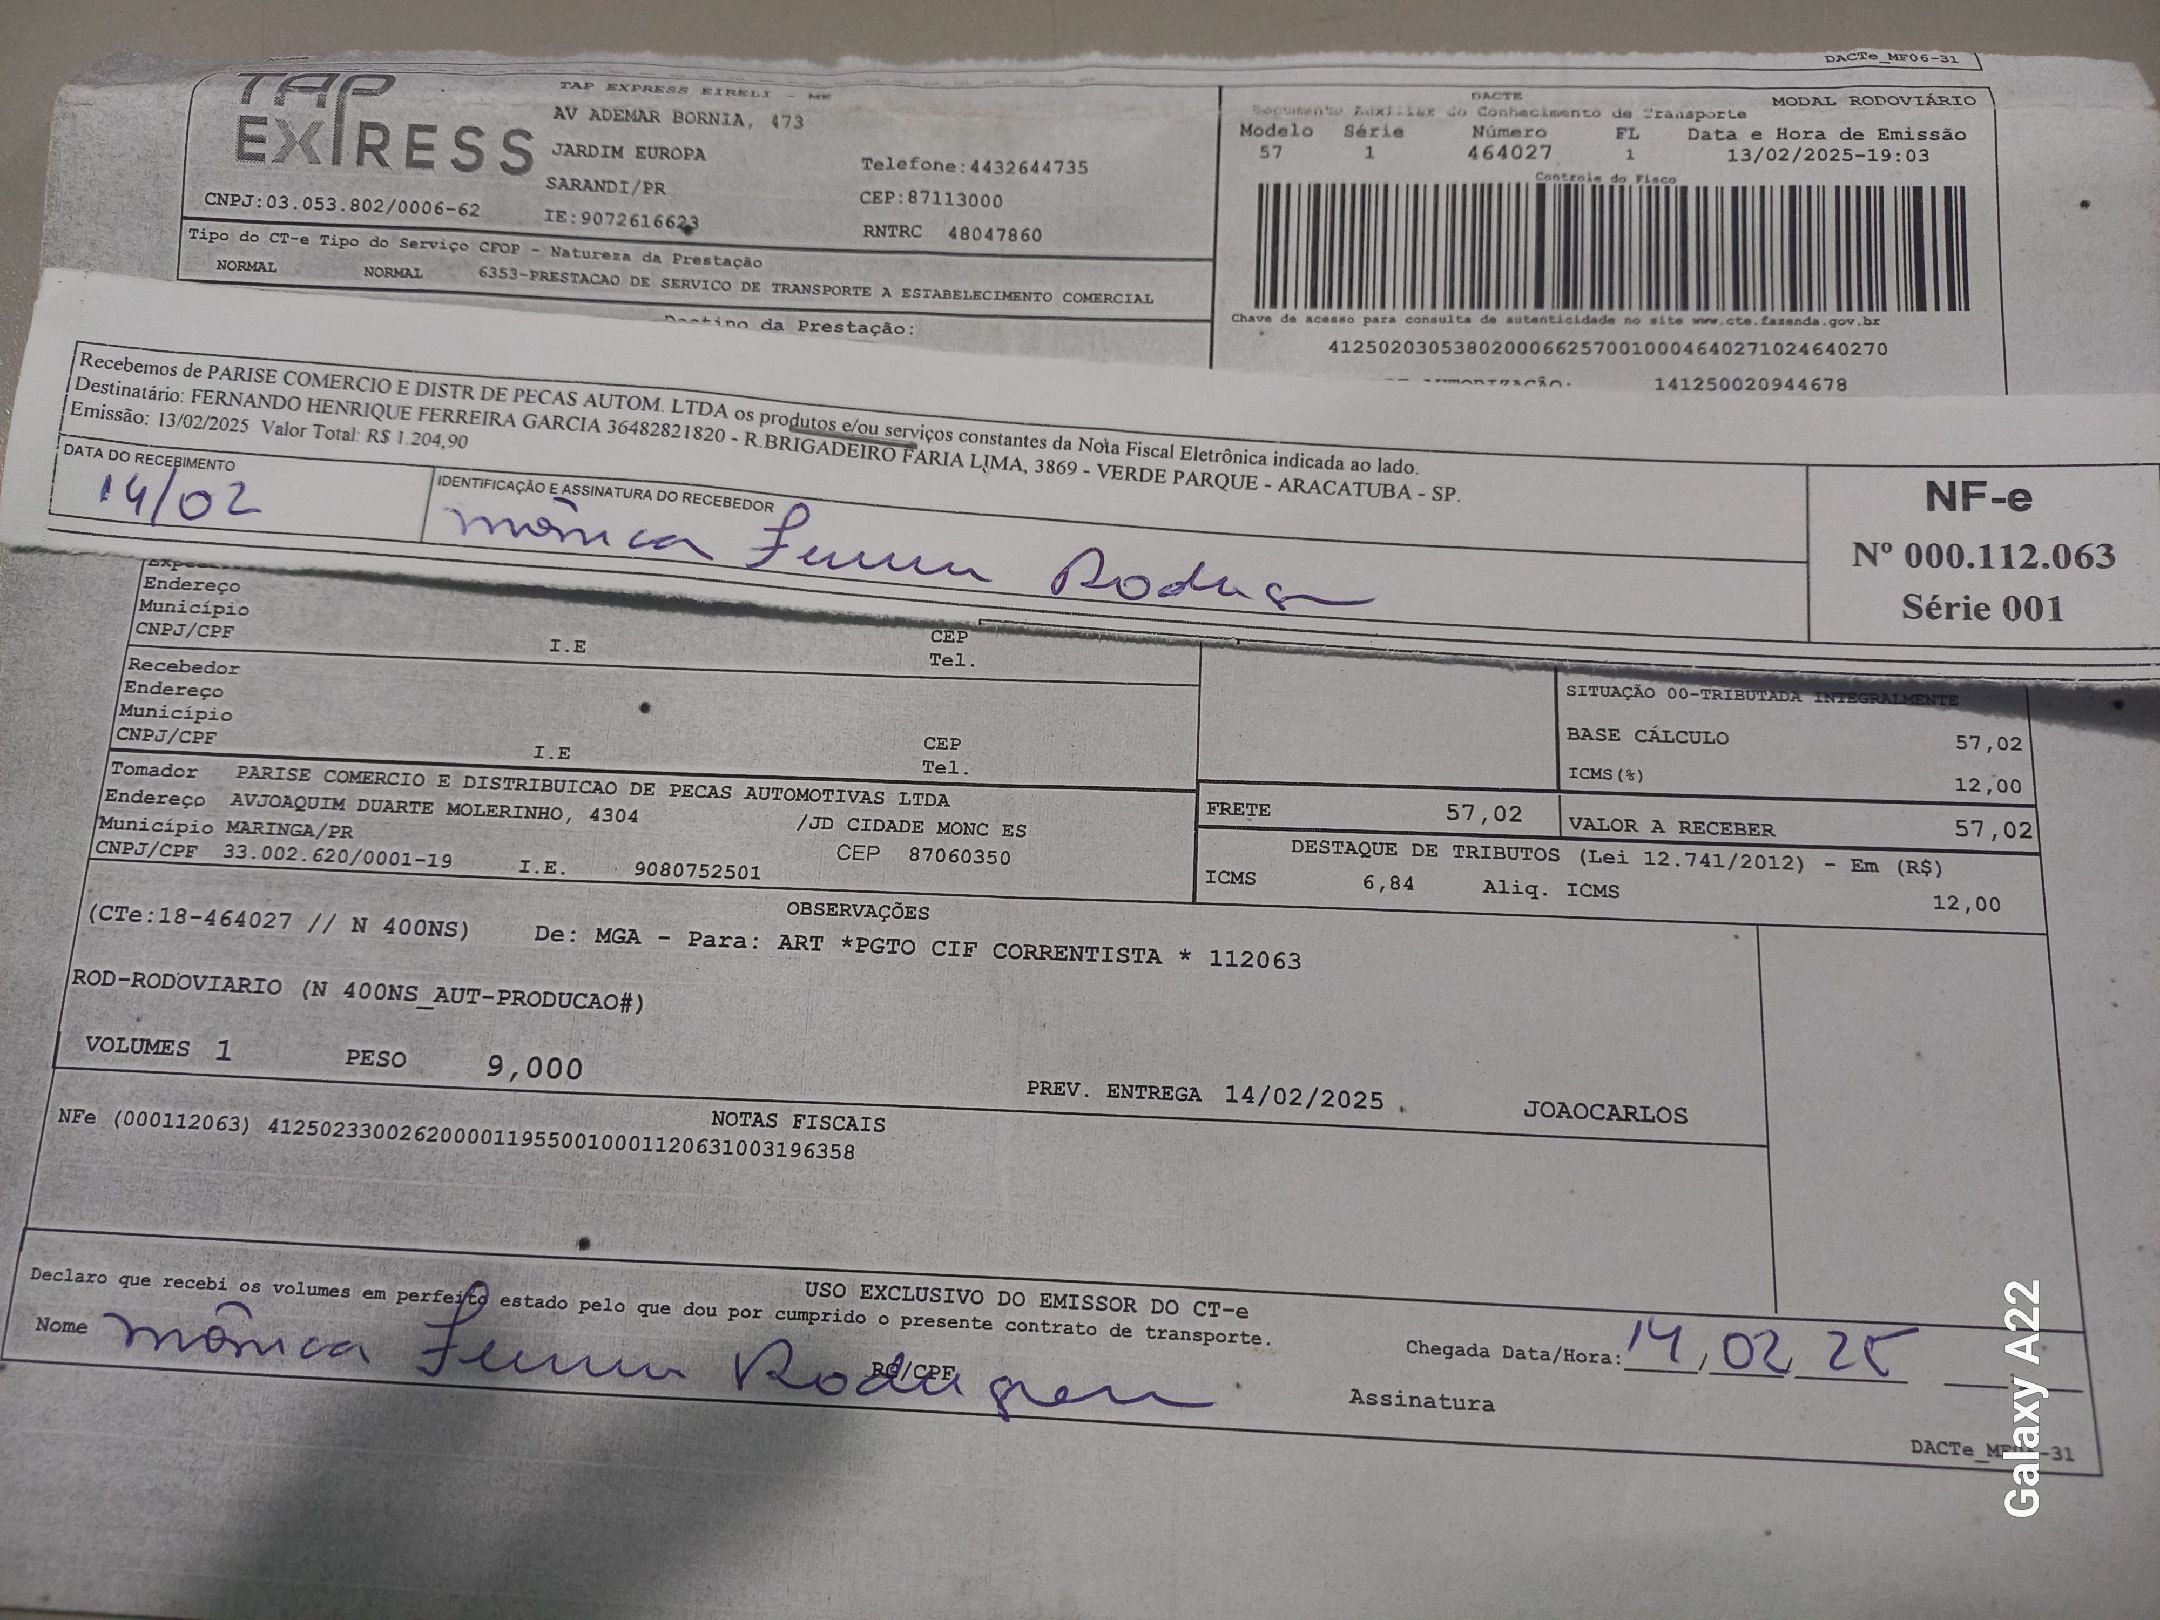 DACTe_MF06-31
TAP EXPRESS
TAP EXPRESS EIRELI - ME
AV ADEMAR BORNIA, 473
JARDIM EUROPA
SARANDI/PR
IE:9072616623
Telefone:4432644735
CEP:87113000
RNTRC 48047860
CNPJ:03.053.802/0006-62
DACTE MODAL RODOVIÁRIO
Documento Auxiliar do Conhecimento de Transporte
Modelo Série Número FL Data e Hora de Emissão
57 1 464027 1 13/02/2025-19:03
Controle do Fisco
Tipo do CT-e Tipo do Serviço CFOP - Natureza da Prestação
NORMAL NORMAL 6353-PRESTACAO DE SERVICO DE TRANSPORTE A ESTABELECIMENTO COMERCIAL
Destino da Prestação:
Chave de acesso para consulta de autenticidade no site www.cte.fazenda.gov.br
41250203053802000662570010004640271024640270
141250020944678
Recebemos de PARISE COMERCIO E DISTR DE PECAS AUTOM. LTDA os produtos e/ou serviços constantes da Nota Fiscal Eletrônica indicada ao lado.
Destinatário: FERNANDO HENRIQUE FERREIRA GARCIA 36482821820 - R.BRIGADEIRO FARIA LIMA, 3869 - VERDE PARQUE - ARACATUBA - SP.
Emissão: 13/02/2025 Valor Total: R$ 1.204,90
DATA DO RECEBIMENTO
14/02
IDENTIFICAÇÃO E ASSINATURA DO RECEBEDOR
mônica
NF-e
Nº 000.112.063
Série 001
Endereço
Município
CNPJ/CPF I.E CEP
Tel.
Recebedor
Endereço
Município
CNPJ/CPF I.E CEP
Tel.
Tomador PARISE COMERCIO E DISTRIBUICAO DE PECAS AUTOMOTIVAS LTDA
Endereço AVJOAQUIM DUARTE MOLERINHO, 4304 /JD CIDADE MONC ES
Município MARINGA/PR CEP 87060350
CNPJ/CPF 33.002.620/0001-19 I.E. 9080752501
SITUAÇÃO 00-TRIBUTADA INTEGRALMENTE
BASE CÁLCULO 57,02
ICMS(%) 12,00
FRETE 57,02 VALOR A RECEBER 57,02
DESTAQUE DE TRIBUTOS (Lei 12.741/2012) - Em (R$)
ICMS 6,84 Aliq. ICMS 12,00
OBSERVAÇÕES
(CTe:18-464027 // N 400NS) De: MGA - Para: ART *PGTO CIF CORRENTISTA * 112063
ROD-RODOVIARIO (N 400NS_AUT-PRODUCAO#)
VOLUMES 1 PESO 9,000 PREV. ENTREGA 14/02/2025 JOAOCARLOS
NOTAS FISCAIS
NFe (000112063) 41250233002620000119550010001120631003196358
USO EXCLUSIVO DO EMISSOR DO CT-e
Declaro que recebi os volumes em perfeito estado pelo que dou por cumprido o presente contrato de transporte.
Nome mônica RG/CPF
Chegada Data/Hora: 14,02 25
Assinatura
DACTe_MF06-31
Galaxy A22